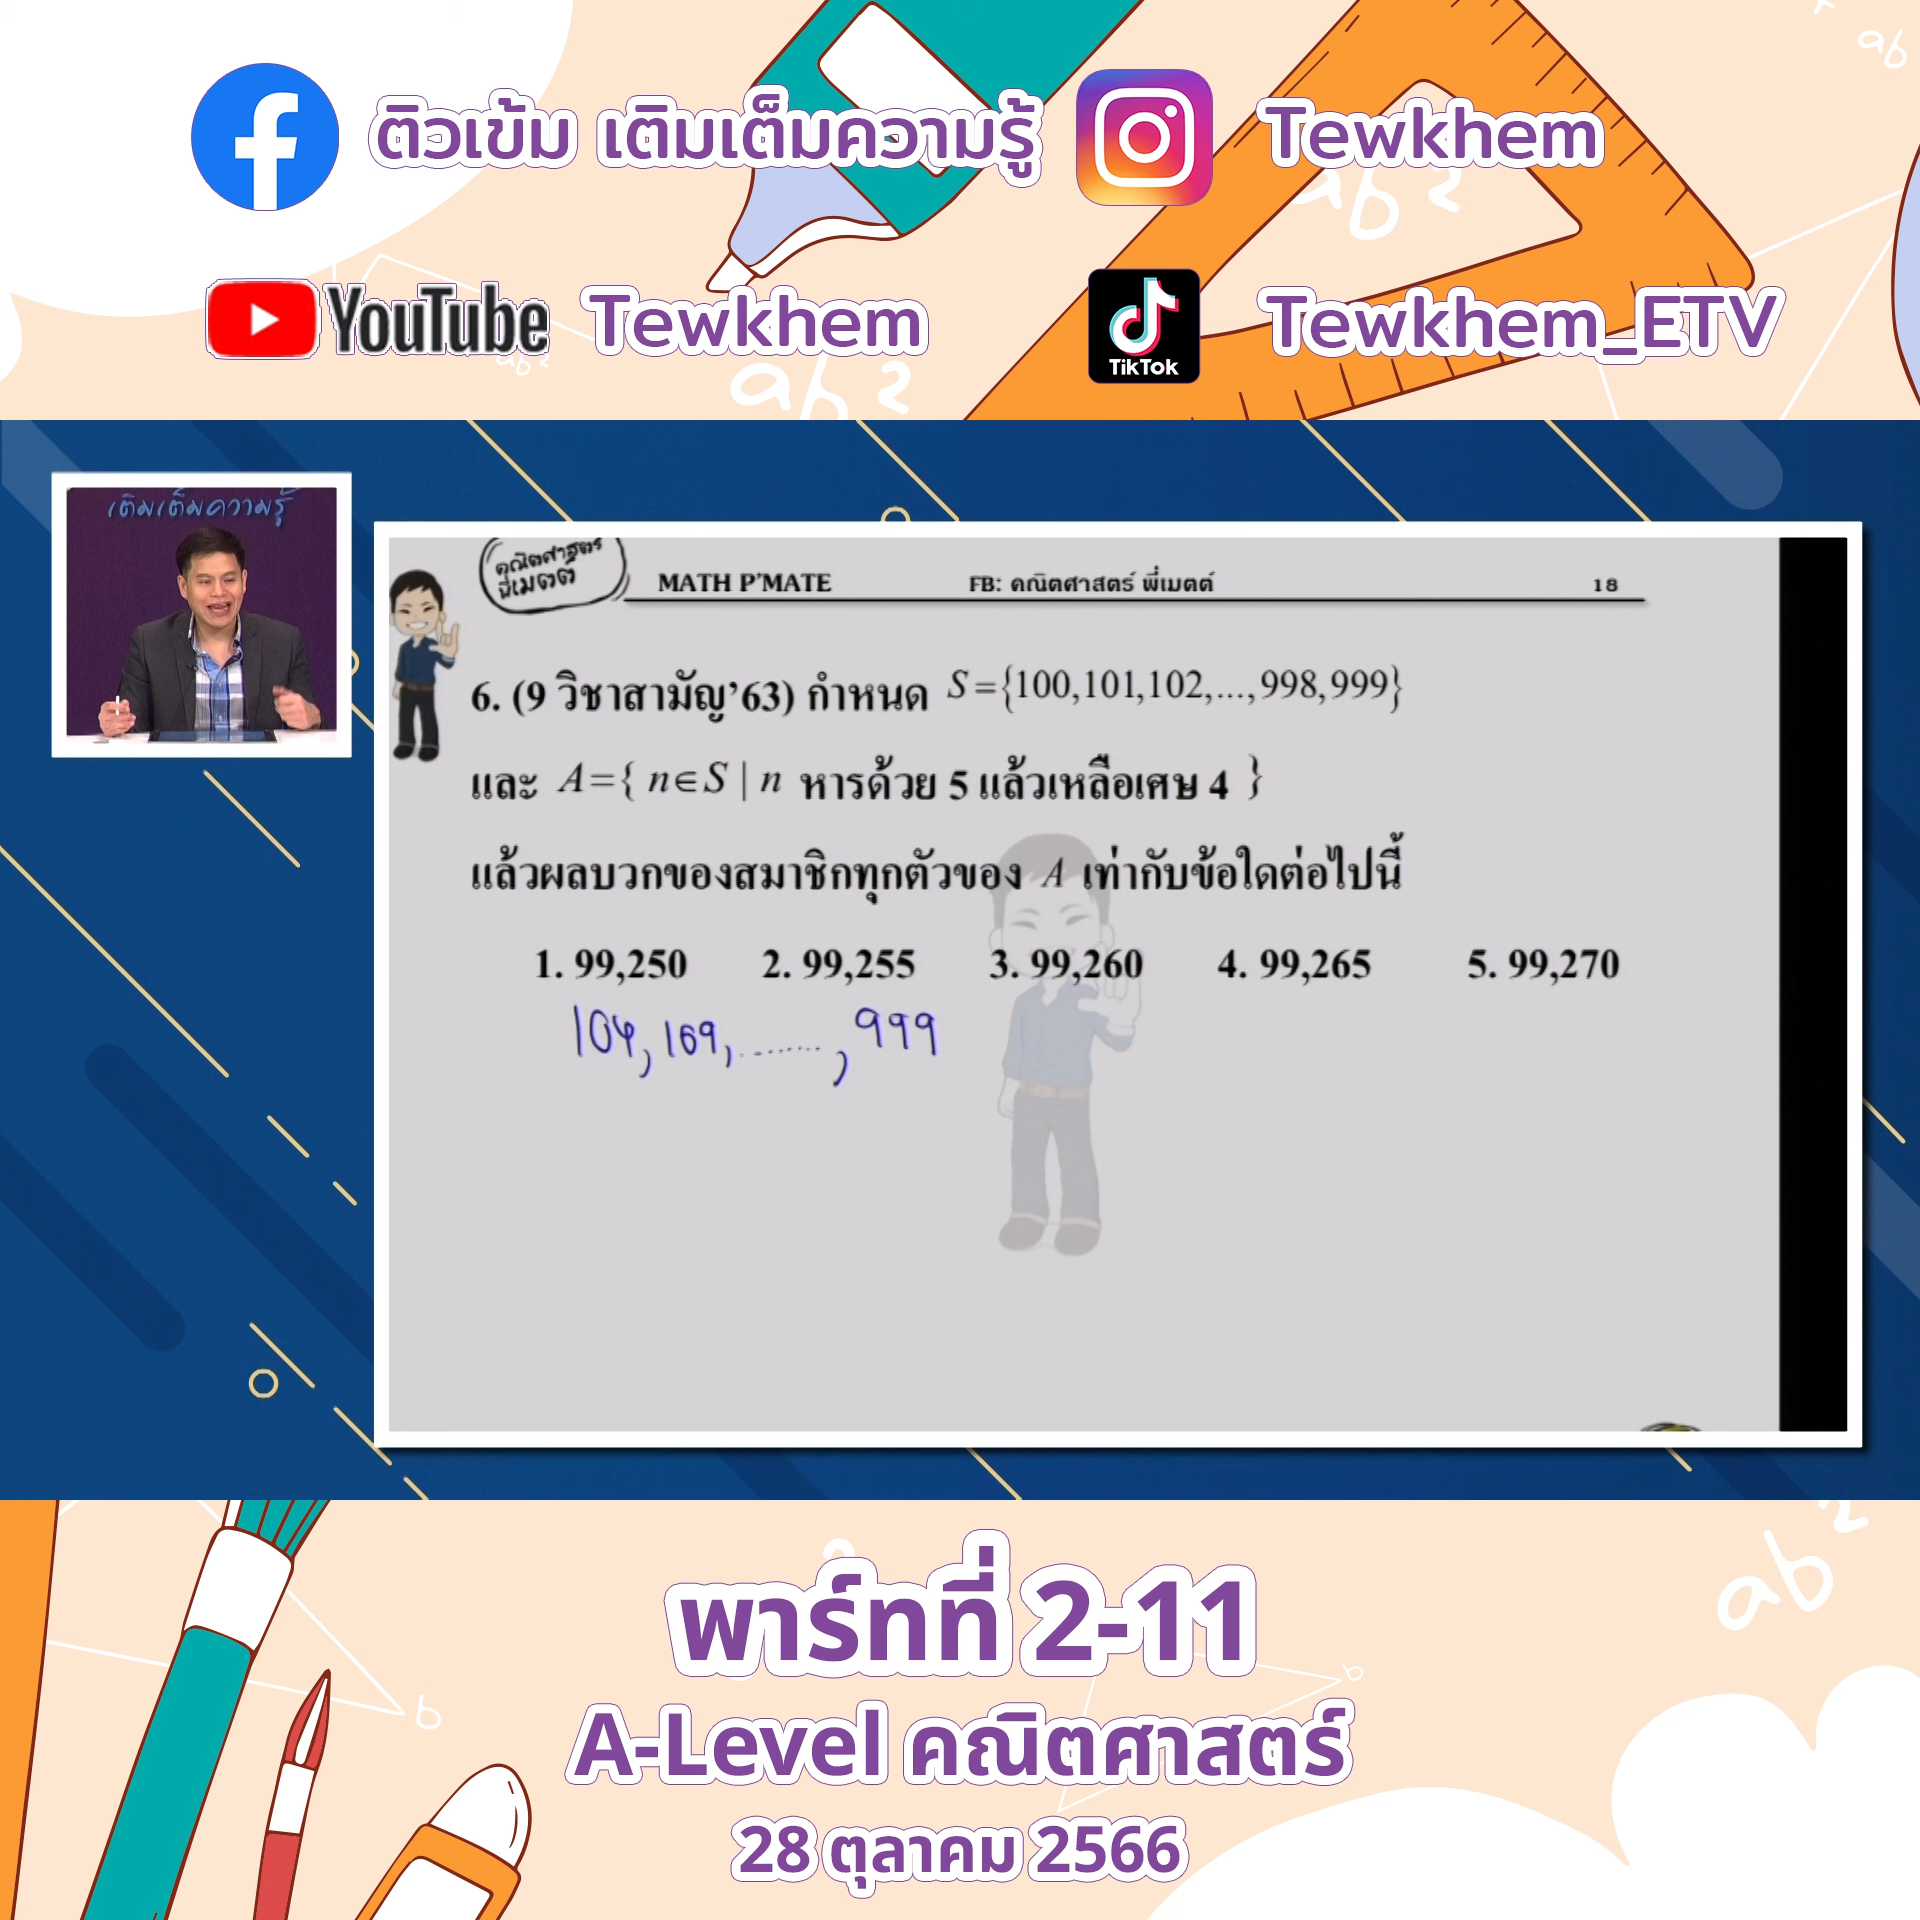 ติวเข้ม เติมเต็มความรู้
Tewkhem
YouTube Tewkhem
TikTok
Tewkhem_ETV
เติมเต็มความรู้
คณิตศาสตร์
พี่เมตต์
MATH P'MATE FB: คณิตศาสตร์ พี่เมตต์ 18
6. (9 วิชาสามัญ'63) กำหนด S={100,101,102,...,998,999}
และ A={ n∈S | n หารด้วย 5 แล้วเหลือเศษ 4 }
แล้วผลบวกของสมาชิกทุกตัวของ A เท่ากับข้อใดต่อไปนี้
1. 99,250 2. 99,255 3. 99,260 4. 99,265 5. 99,270
104, 109, ........, 999
พาร์ทที่ 2-11
A-Level คณิตศาสตร์
28 ตุลาคม 2566